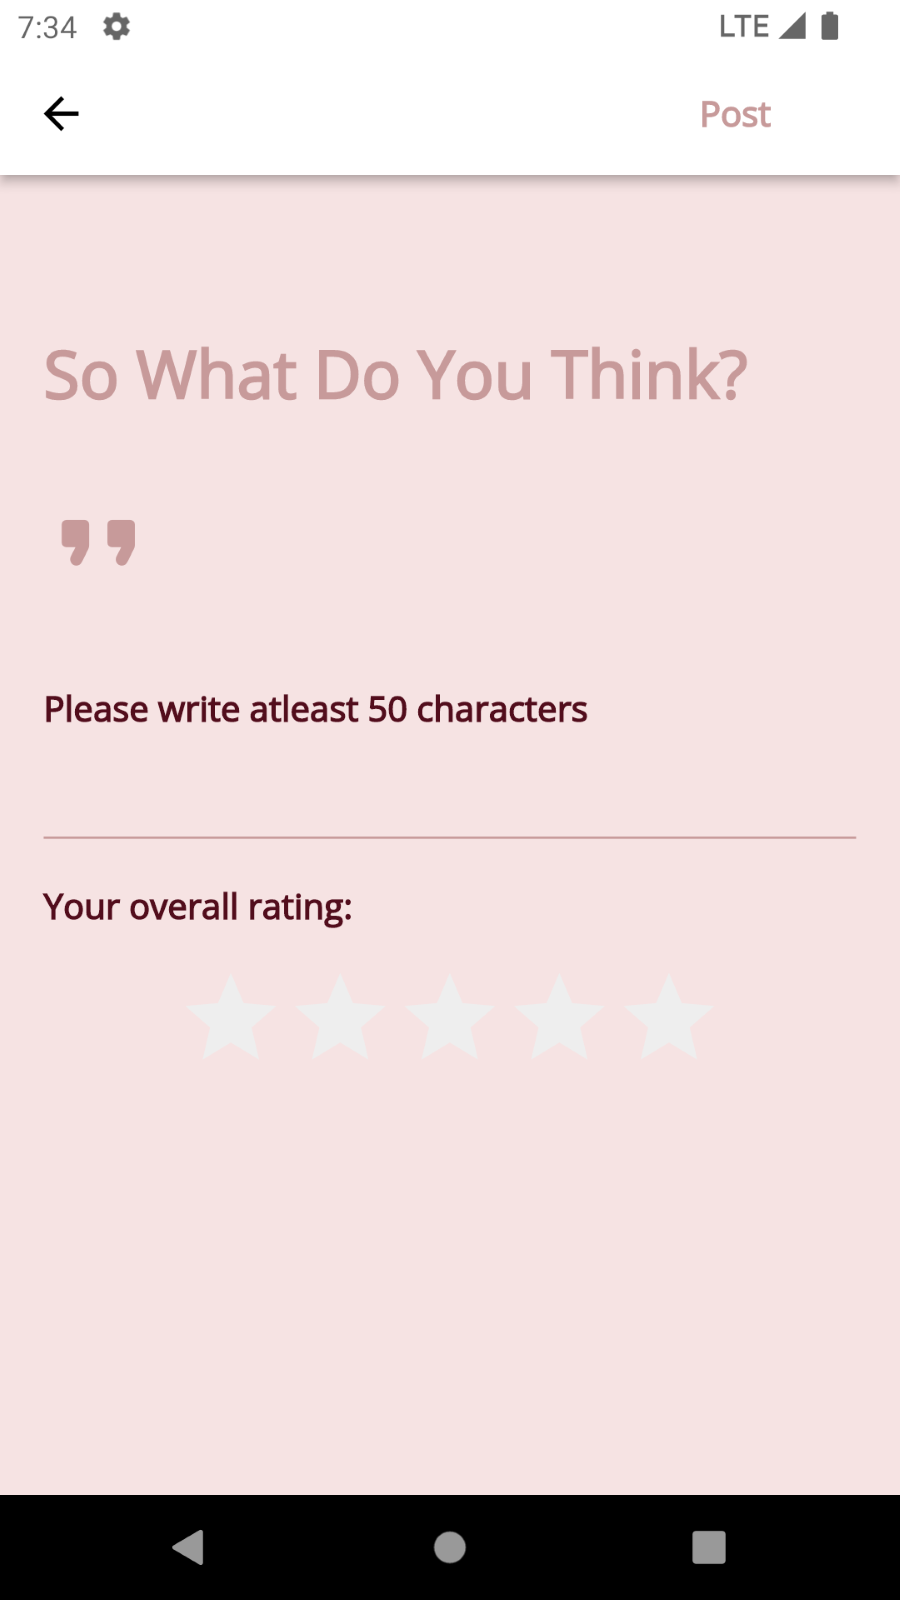 7:34 LTE
Post
So What Do You Think?
Please write atleast 50 characters
Your overall rating: